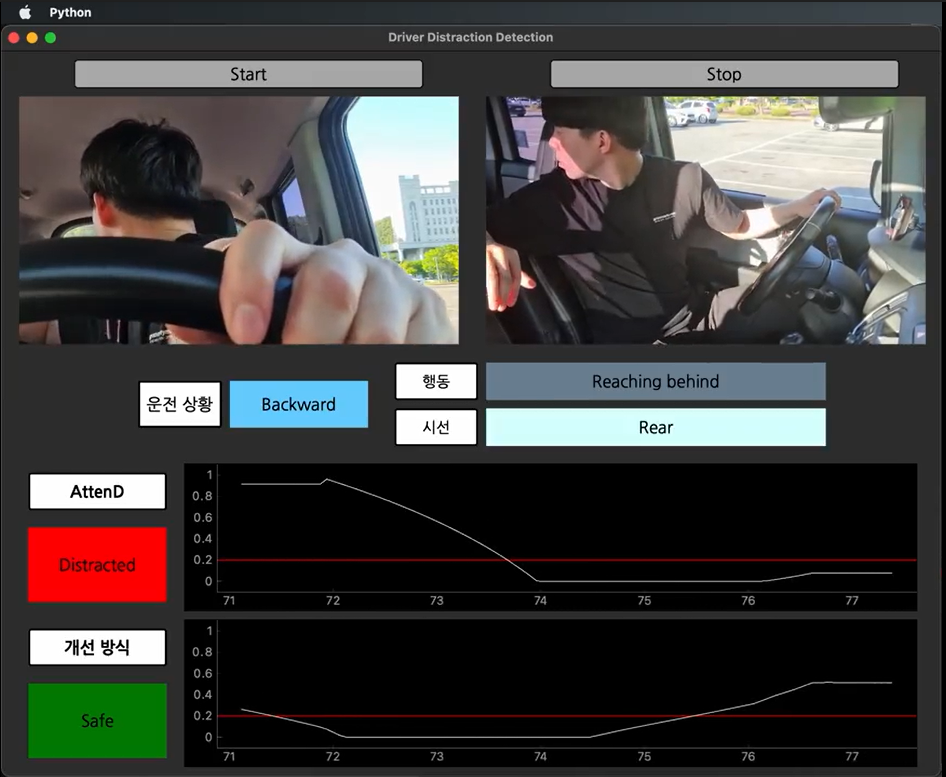 Python
Driver Distraction Detection
Start
Stop
운전 상황
Backward
행동
Reaching behind
시선
Rear
AttenD
Distracted
1
0.8
0.6
0.4
0.2
0
71 72 73 74 75 76 77
개선 방식
Safe
1
0.8
0.6
0.4
0.2
0
71 72 73 74 75 76 77